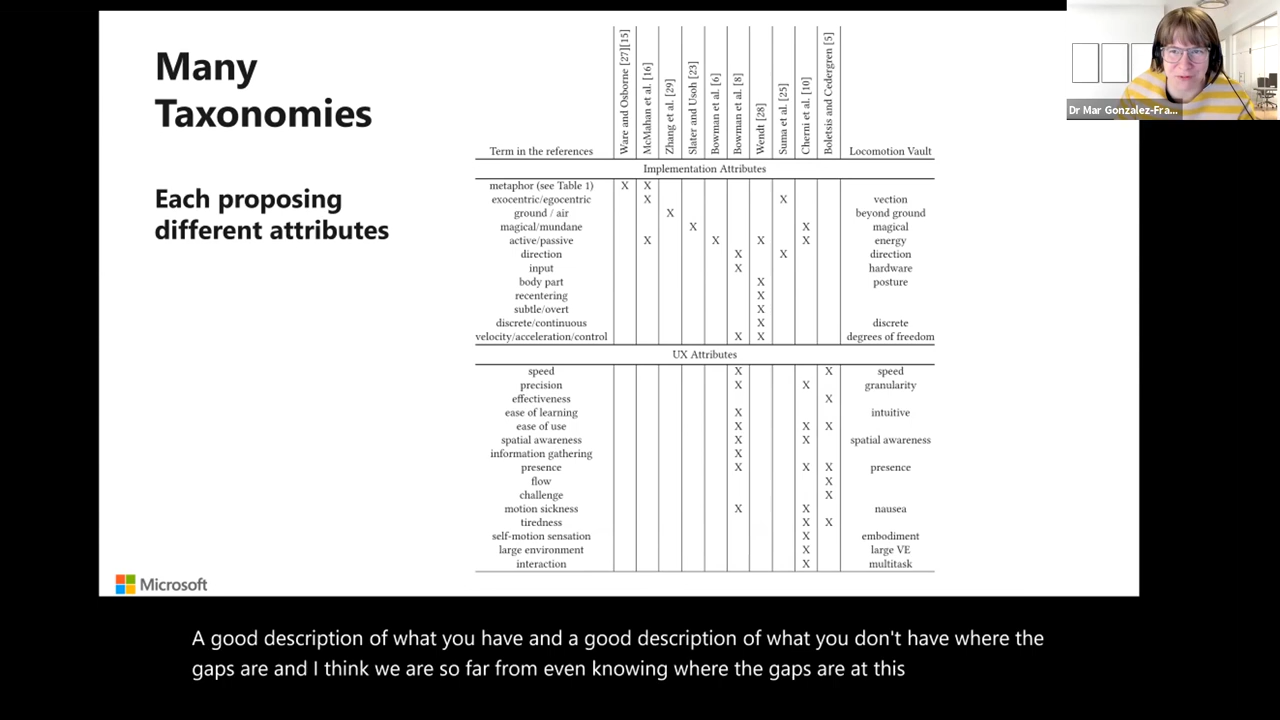 Many
Taxonomies
Each proposing
different attributes
Term in the references Ware and Osborne [27][15] McMahan et al. [16] Zhang et al. [29] Slater and Usoh [23] Bowman et al. [6] Bowman et al. [8] Wendt [28] Suma et al. [25] Cherni et al. [10] Boletsis and Cedergren [5] Locomotion Vault
Implementation Attributes
metaphor (see Table 1) X X
exocentric/egocentric X X vection
ground / air X beyond ground
magical/mundane X X magical
active/passive X X X X energy
direction X X direction
input X hardware
body part X posture
recentering X
subtle/overt X
discrete/continuous X discrete
velocity/acceleration/control X X degrees of freedom
UX Attributes
speed X X speed
precision X X granularity
effectiveness X
ease of learning X intuitive
ease of use X X X
spatial awareness X X spatial awareness
information gathering X
presence X X X presence
flow X
challenge X
motion sickness X X nausea
tiredness X X
self-motion sensation X embodiment
large environment X large VE
interaction X multitask
Microsoft
Dr Mar Gonzalez-Fra...
A good description of what you have and a good description of what you don't have where the
gaps are and I think we are so far from even knowing where the gaps are at this